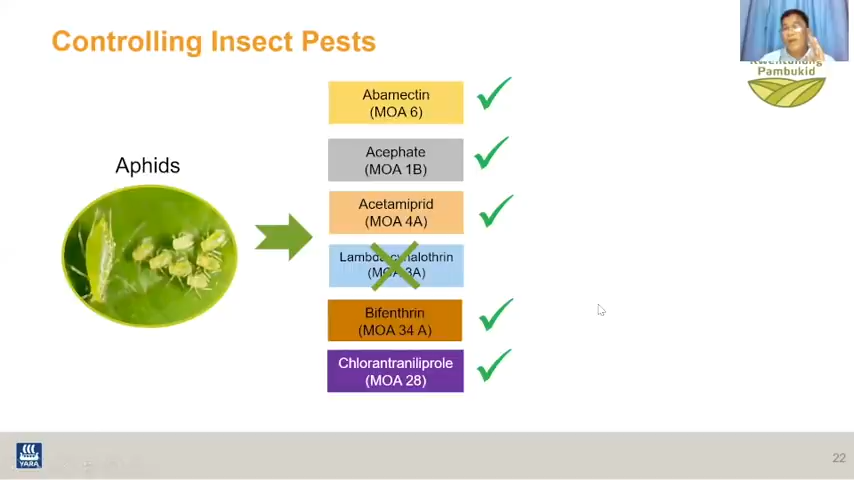 Controlling Insect Pests
Pambukid
Aphids
Abamectin
(MOA 6)
Acephate
(MOA 1B)
Acetamiprid
(MOA 4A)
Lambda-cyhalothrin
(MOA 3A)
Bifenthrin
(MOA 34 A)
Chlorantraniliprole
(MOA 28)
YARA
22